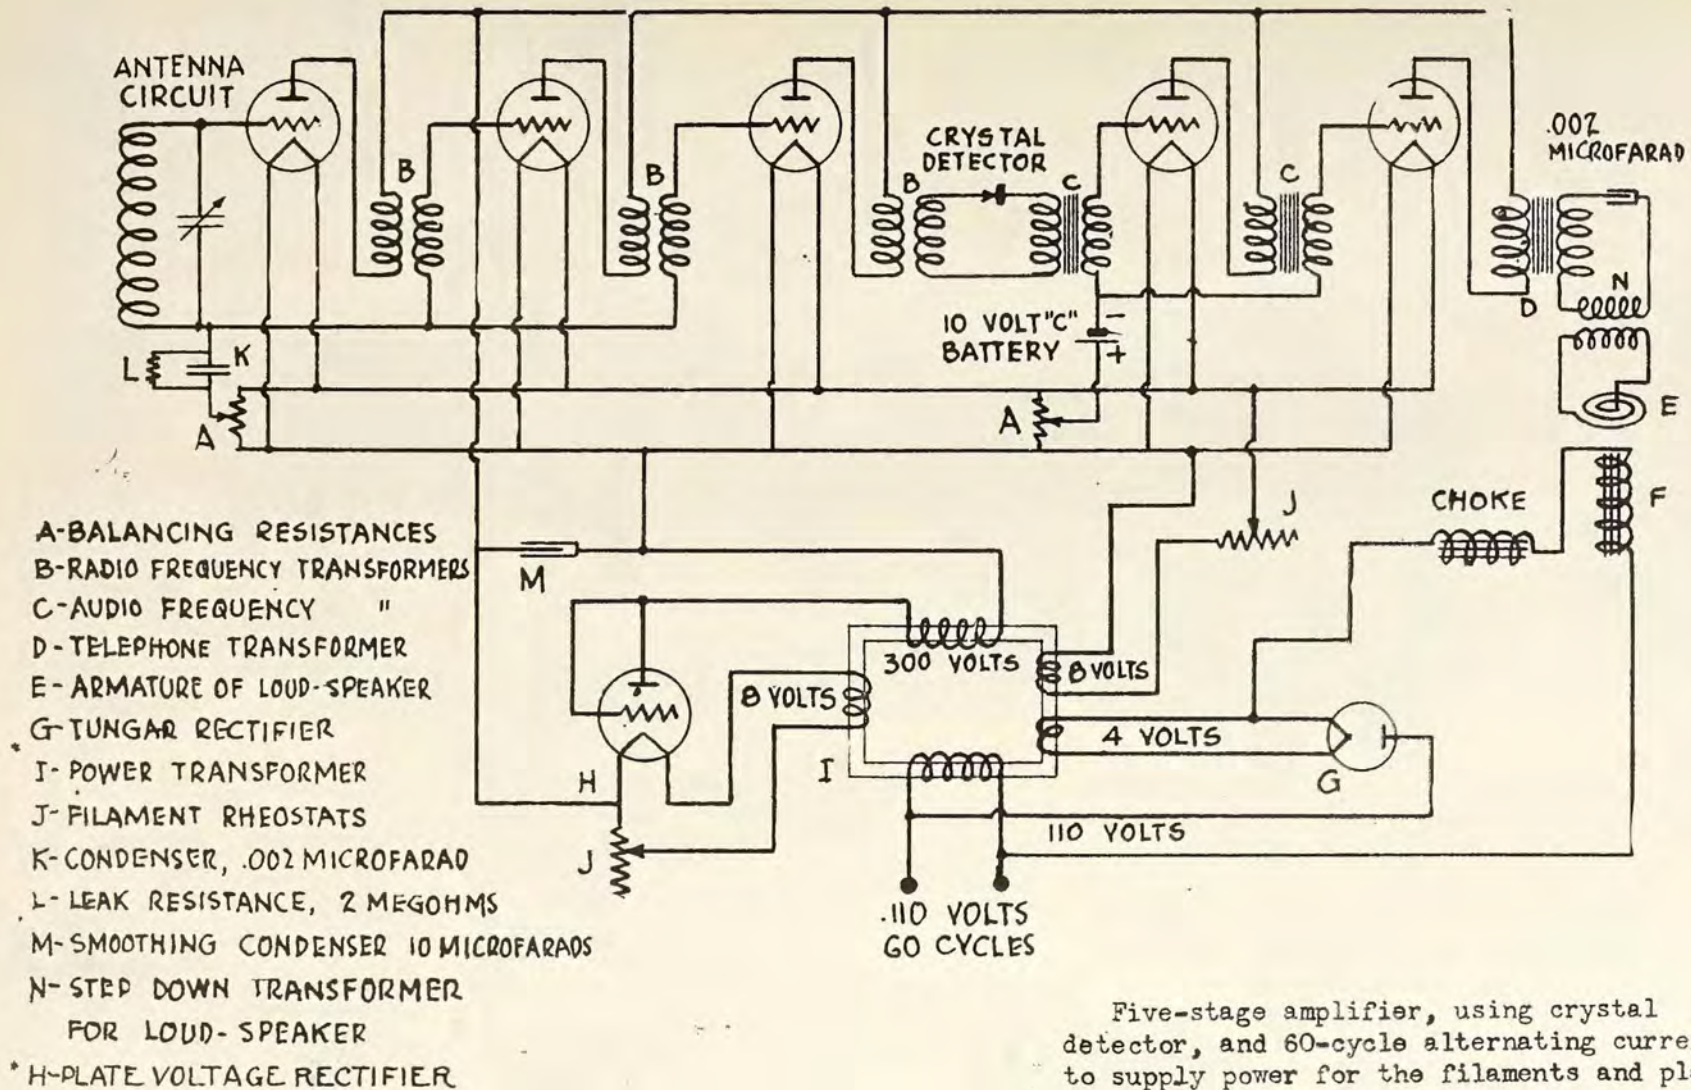 ANTENNA
CIRCUIT
B
B
CRYSTAL
DETECTOR
B
C
C
.002
MICROFARAD
N
D
10 VOLT "C"
BATTERY
-
+
L
K
A
A
E
F
J
CHOKE
A-BALANCING RESISTANCES
B-RADIO FREQUENCY TRANSFORMERS
C-AUDIO FREQUENCY "
D-TELEPHONE TRANSFORMER
E-ARMATURE OF LOUD-SPEAKER
G-TUNGAR RECTIFIER
I-POWER TRANSFORMER
J-FILAMENT RHEOSTATS
K-CONDENSER, .002 MICROFARAD
L-LEAK RESISTANCE, 2 MEGOHMS
M-SMOOTHING CONDENSER 10 MICROFARADS
N-STEP DOWN TRANSFORMER
FOR LOUD-SPEAKER
* H-PLATE VOLTAGE RECTIFIER
M
300 VOLTS
8 VOLTS
8 VOLTS
4 VOLTS
H
I
G
J
110 VOLTS
.110 VOLTS
60 CYCLES
Five-stage amplifier, using crystal
detector, and 60-cycle alternating curre
to supply power for the filaments and pl